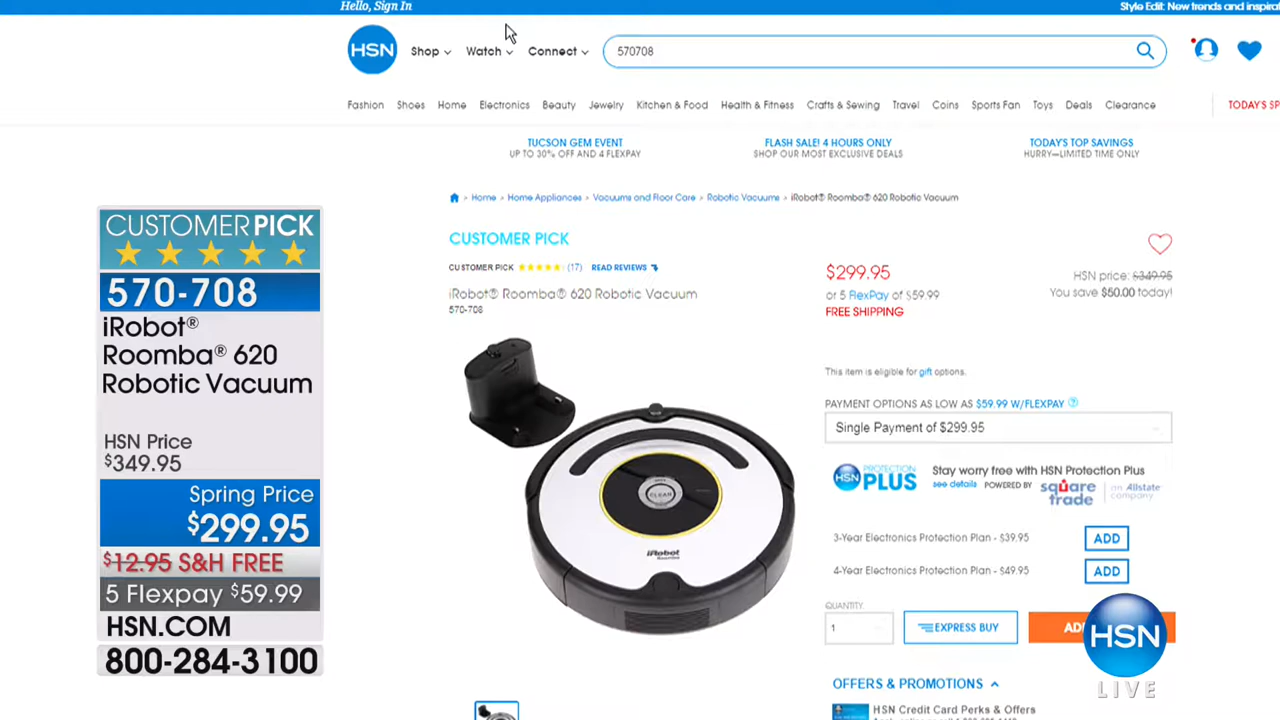 Hello, Sign In
Style Edit: New trends and inspira
HSN
Shop
Watch
Connect
570708
Fashion
Shoes
Home
Electronics
Beauty
Jewelry
Kitchen & Food
Health & Fitness
Crafts & Sewing
Travel
Coins
Sports Fan
Toys
Deals
Clearance
TODAY'S SP
TUCSON GEM EVENT
UP TO 30% OFF AND 4 FLEXPAY
FLASH SALE! 4 HOURS ONLY
SHOP OUR MOST EXCLUSIVE DEALS
TODAY'S TOP SAVINGS
HURRY—LIMITED TIME ONLY
> Home > Home Appliances > Vacuums and Floor Care > Robotic Vacuums > iRobot® Roomba® 620 Robotic Vacuum
CUSTOMER PICK
570-708
iRobot®
Roomba® 620
Robotic Vacuum
HSN Price
$349.95
Spring Price
$299.95
$12.95 S&H FREE
5 Flexpay $59.99
HSN.COM
800-284-3100
CUSTOMER PICK
CUSTOMER PICK (17) READ REVIEWS
iRobot® Roomba® 620 Robotic Vacuum
570-708
CLEAN
iRobot
Roomba
$299.95
or 5 FlexPay of $59.99
FREE SHIPPING
HSN price: $349.95
You save $50.00 today!
This item is eligible for gift options.
PAYMENT OPTIONS AS LOW AS $59.99 W/FLEXPAY ?
Single Payment of $299.95
HSN PROTECTION PLUS
Stay worry free with HSN Protection Plus
see details POWERED BY square trade | an Allstate company
3-Year Electronics Protection Plan - $39.95
ADD
4-Year Electronics Protection Plan - $49.95
ADD
QUANTITY
1
EXPRESS BUY
AD
HSN
LIVE
OFFERS & PROMOTIONS
HSN Credit Card Perks & Offers